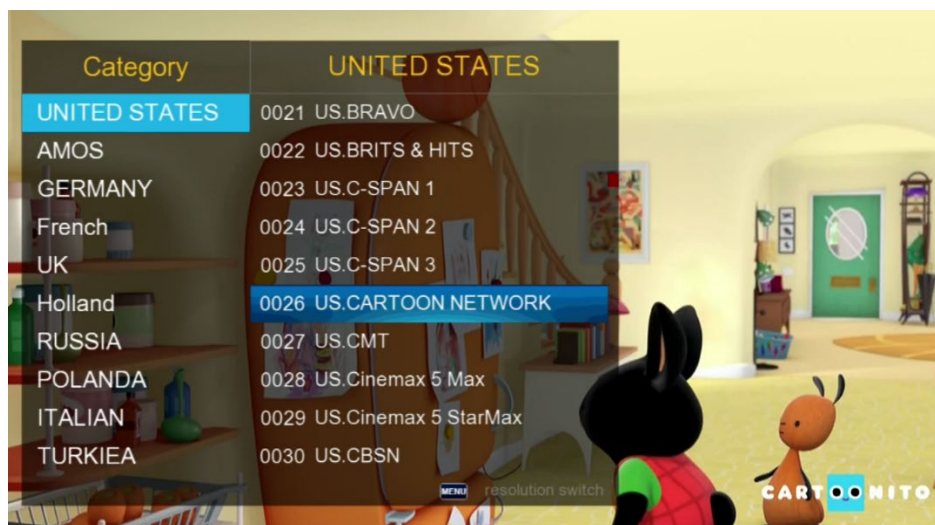 Category
UNITED STATES
UNITED STATES
AMOS
GERMANY
French
UK
Holland
RUSSIA
POLANDA
ITALIAN
TURKIEA
0021 US.BRAVO
0022 US.BRITS & HITS
0023 US.C-SPAN 1
0024 US.C-SPAN 2
0025 US.C-SPAN 3
0026 US.CARTOON NETWORK
0027 US.CMT
0028 US.Cinemax 5 Max
0029 US.Cinemax 5 StarMax
0030 US.CBSN
MENU resolution switch
CARTOONITO